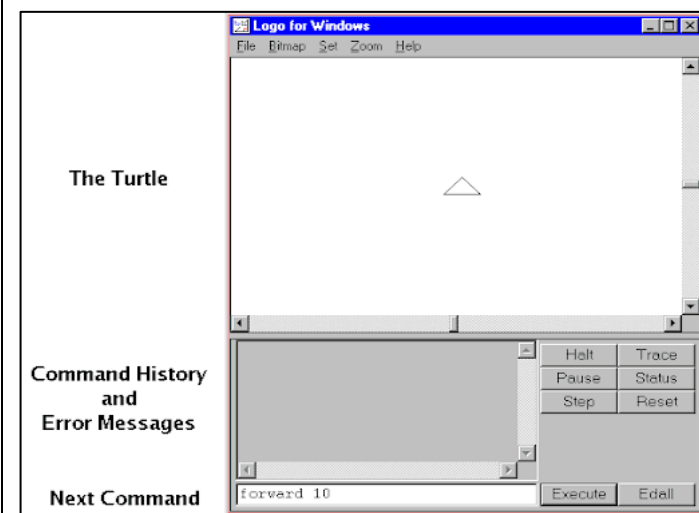 Logo for Windows
File Bitmap Set Zoom Help
The Turtle
Command History
and
Error Messages
Halt Trace
Pause Status
Step Reset
Next Command
forward 10
Execute Edall